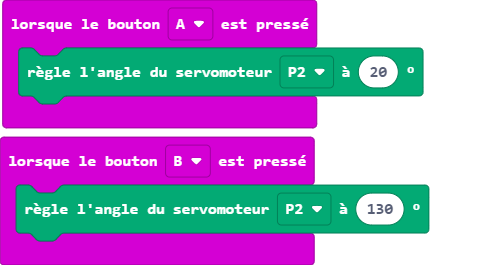 lorsque le bouton A est pressé
règle l'angle du servomoteur P2 à 20 °
lorsque le bouton B est pressé
règle l'angle du servomoteur P2 à 130 °